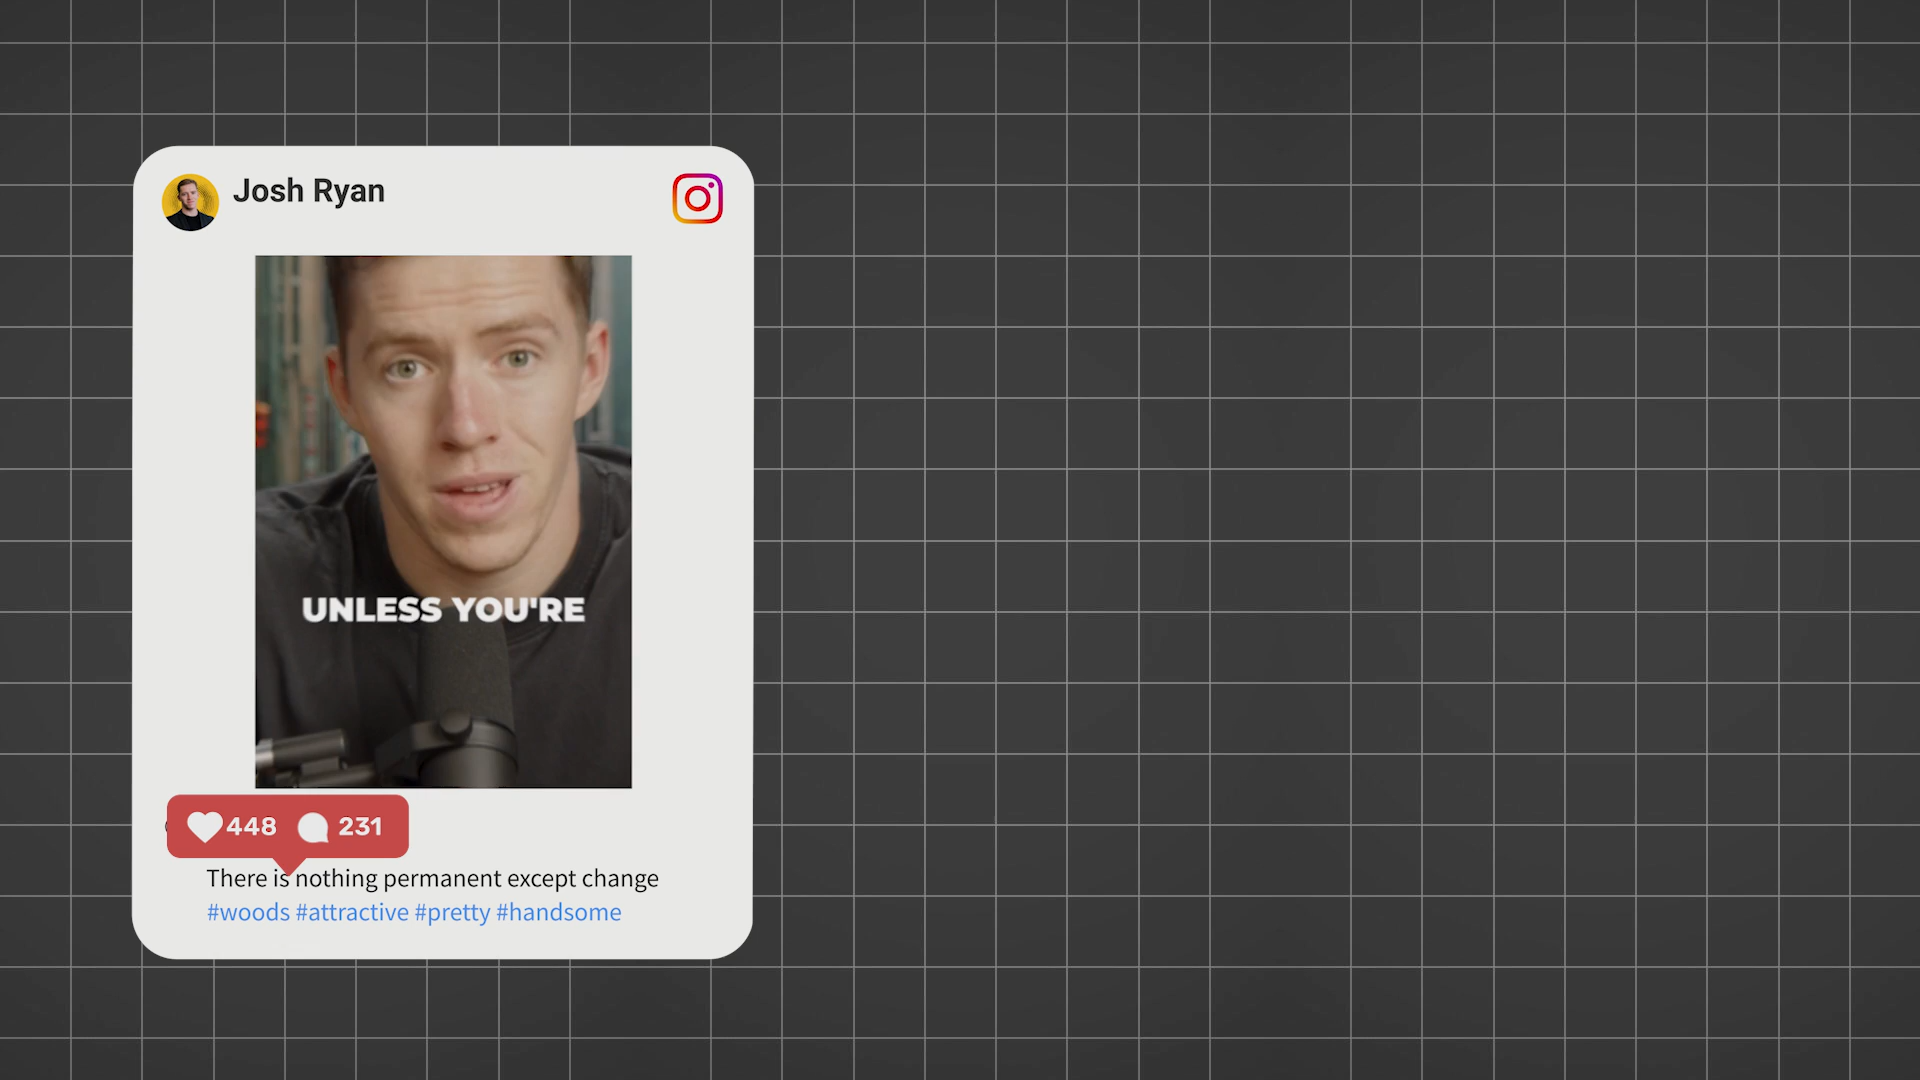 Josh Ryan
UNLESS YOU'RE
448 231
There is nothing permanent except change
#woods #attractive #pretty #handsome